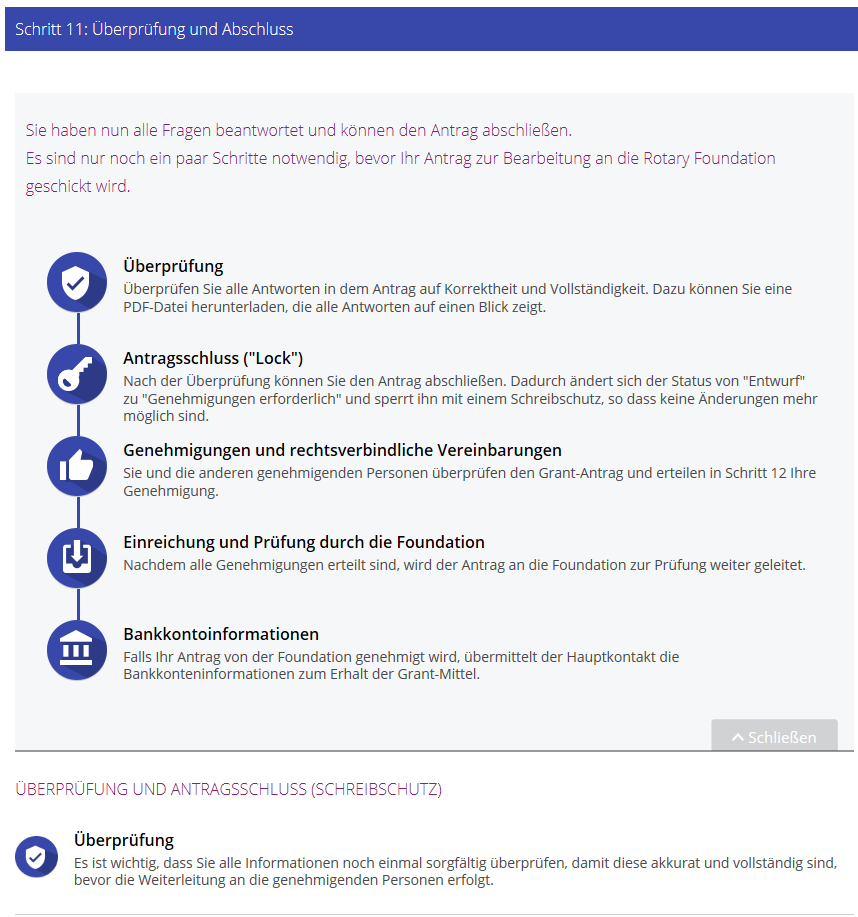 Schritt 11: Überprüfung und Abschluss
Sie haben nun alle Fragen beantwortet und können den Antrag abschließen.
Es sind nur noch ein paar Schritte notwendig, bevor Ihr Antrag zur Bearbeitung an die Rotary Foundation
geschickt wird.
Überprüfung
Überprüfen Sie alle Antworten in dem Antrag auf Korrektheit und Vollständigkeit. Dazu können Sie eine
PDF-Datei herunterladen, die alle Antworten auf einen Blick zeigt.
Antragsschluss ("Lock")
Nach der Überprüfung können Sie den Antrag abschließen. Dadurch ändert sich der Status von "Entwurf"
zu "Genehmigungen erforderlich" und sperrt ihn mit einem Schreibschutz, so dass keine Änderungen mehr
möglich sind.
Genehmigungen und rechtsverbindliche Vereinbarungen
Sie und die anderen genehmigenden Personen überprüfen den Grant-Antrag und erteilen in Schritt 12 Ihre
Genehmigung.
Einreichung und Prüfung durch die Foundation
Nachdem alle Genehmigungen erteilt sind, wird der Antrag an die Foundation zur Prüfung weiter geleitet.
Bankkontoinformationen
Falls Ihr Antrag von der Foundation genehmigt wird, übermittelt der Hauptkontakt die
Bankkonteninformationen zum Erhalt der Grant-Mittel.
Schließen
ÜBERPRÜFUNG UND ANTRAGSSCHLUSS (SCHREIBSCHUTZ)
Überprüfung
Es ist wichtig, dass Sie alle Informationen noch einmal sorgfältig überprüfen, damit diese akkurat und vollständig sind,
bevor die Weiterleitung an die genehmigenden Personen erfolgt.